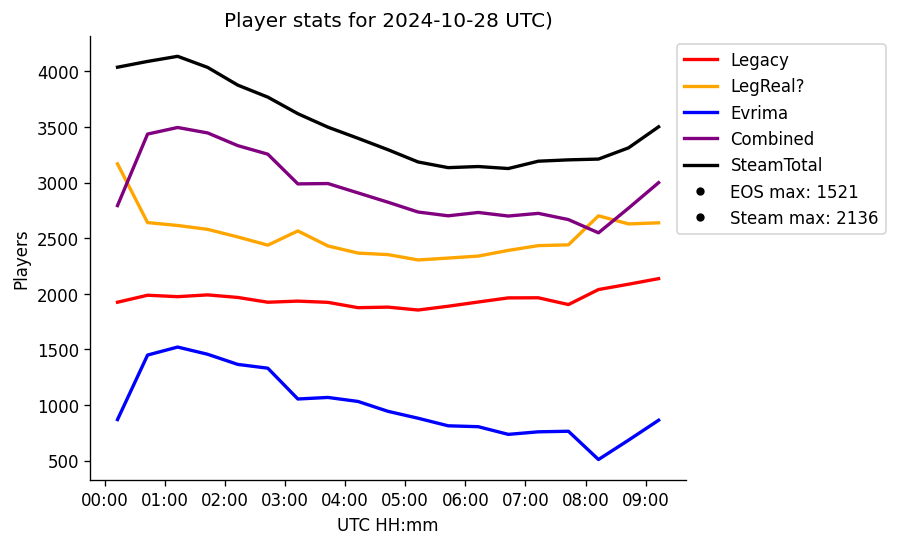 Player stats for 2024-10-28 UTC)
Legacy
LegReal?
Evrima
Combined
SteamTotal
EOS max: 1521
Steam max: 2136
Players
4000
3500
3000
2500
2000
1500
1000
500
00:00 01:00 02:00 03:00 04:00 05:00 06:00 07:00 08:00 09:00
UTC HH:mm